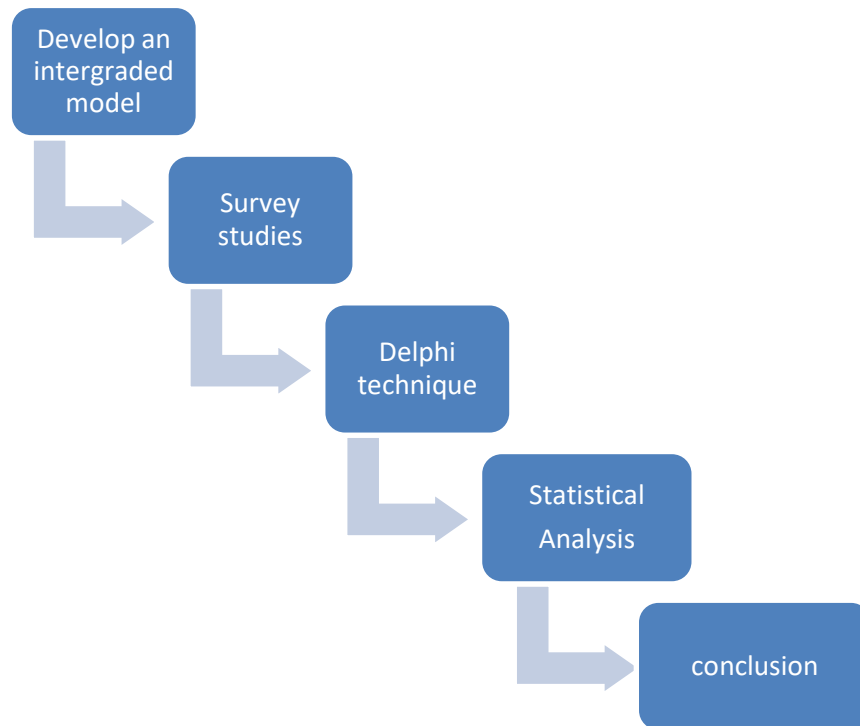 Develop an
intergraded
model
Survey
studies
Delphi
technique
Statistical
Analysis
conclusion